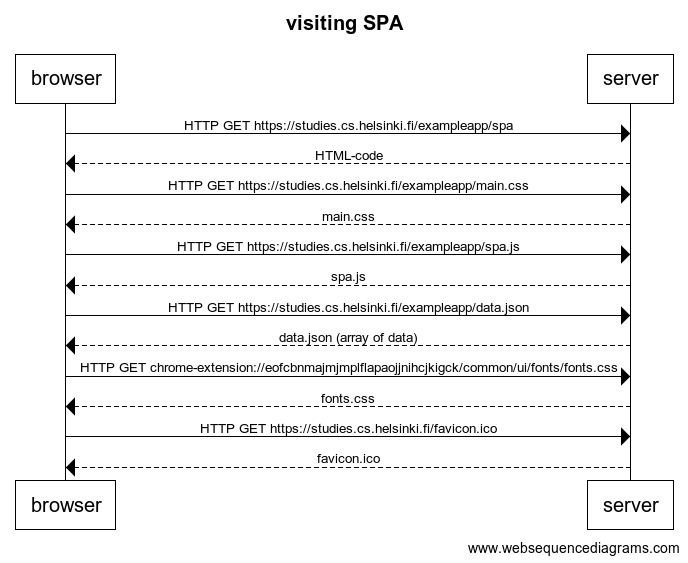 visiting SPA
browser server
HTTP GET https://studies.cs.helsinki.fi/exampleapp/spa
HTML-code
HTTP GET https://studies.cs.helsinki.fi/exampleapp/main.css
main.css
HTTP GET https://studies.cs.helsinki.fi/exampleapp/spa.js
spa.js
HTTP GET https://studies.cs.helsinki.fi/exampleapp/data.json
data.json (array of data)
HTTP GET chrome-extension://eofcbnmajmjmplflapaojjnihcjkigck/common/ui/fonts/fonts.css
fonts.css
HTTP GET https://studies.cs.helsinki.fi/favicon.ico
favicon.ico
browser server
www.websequencediagrams.com